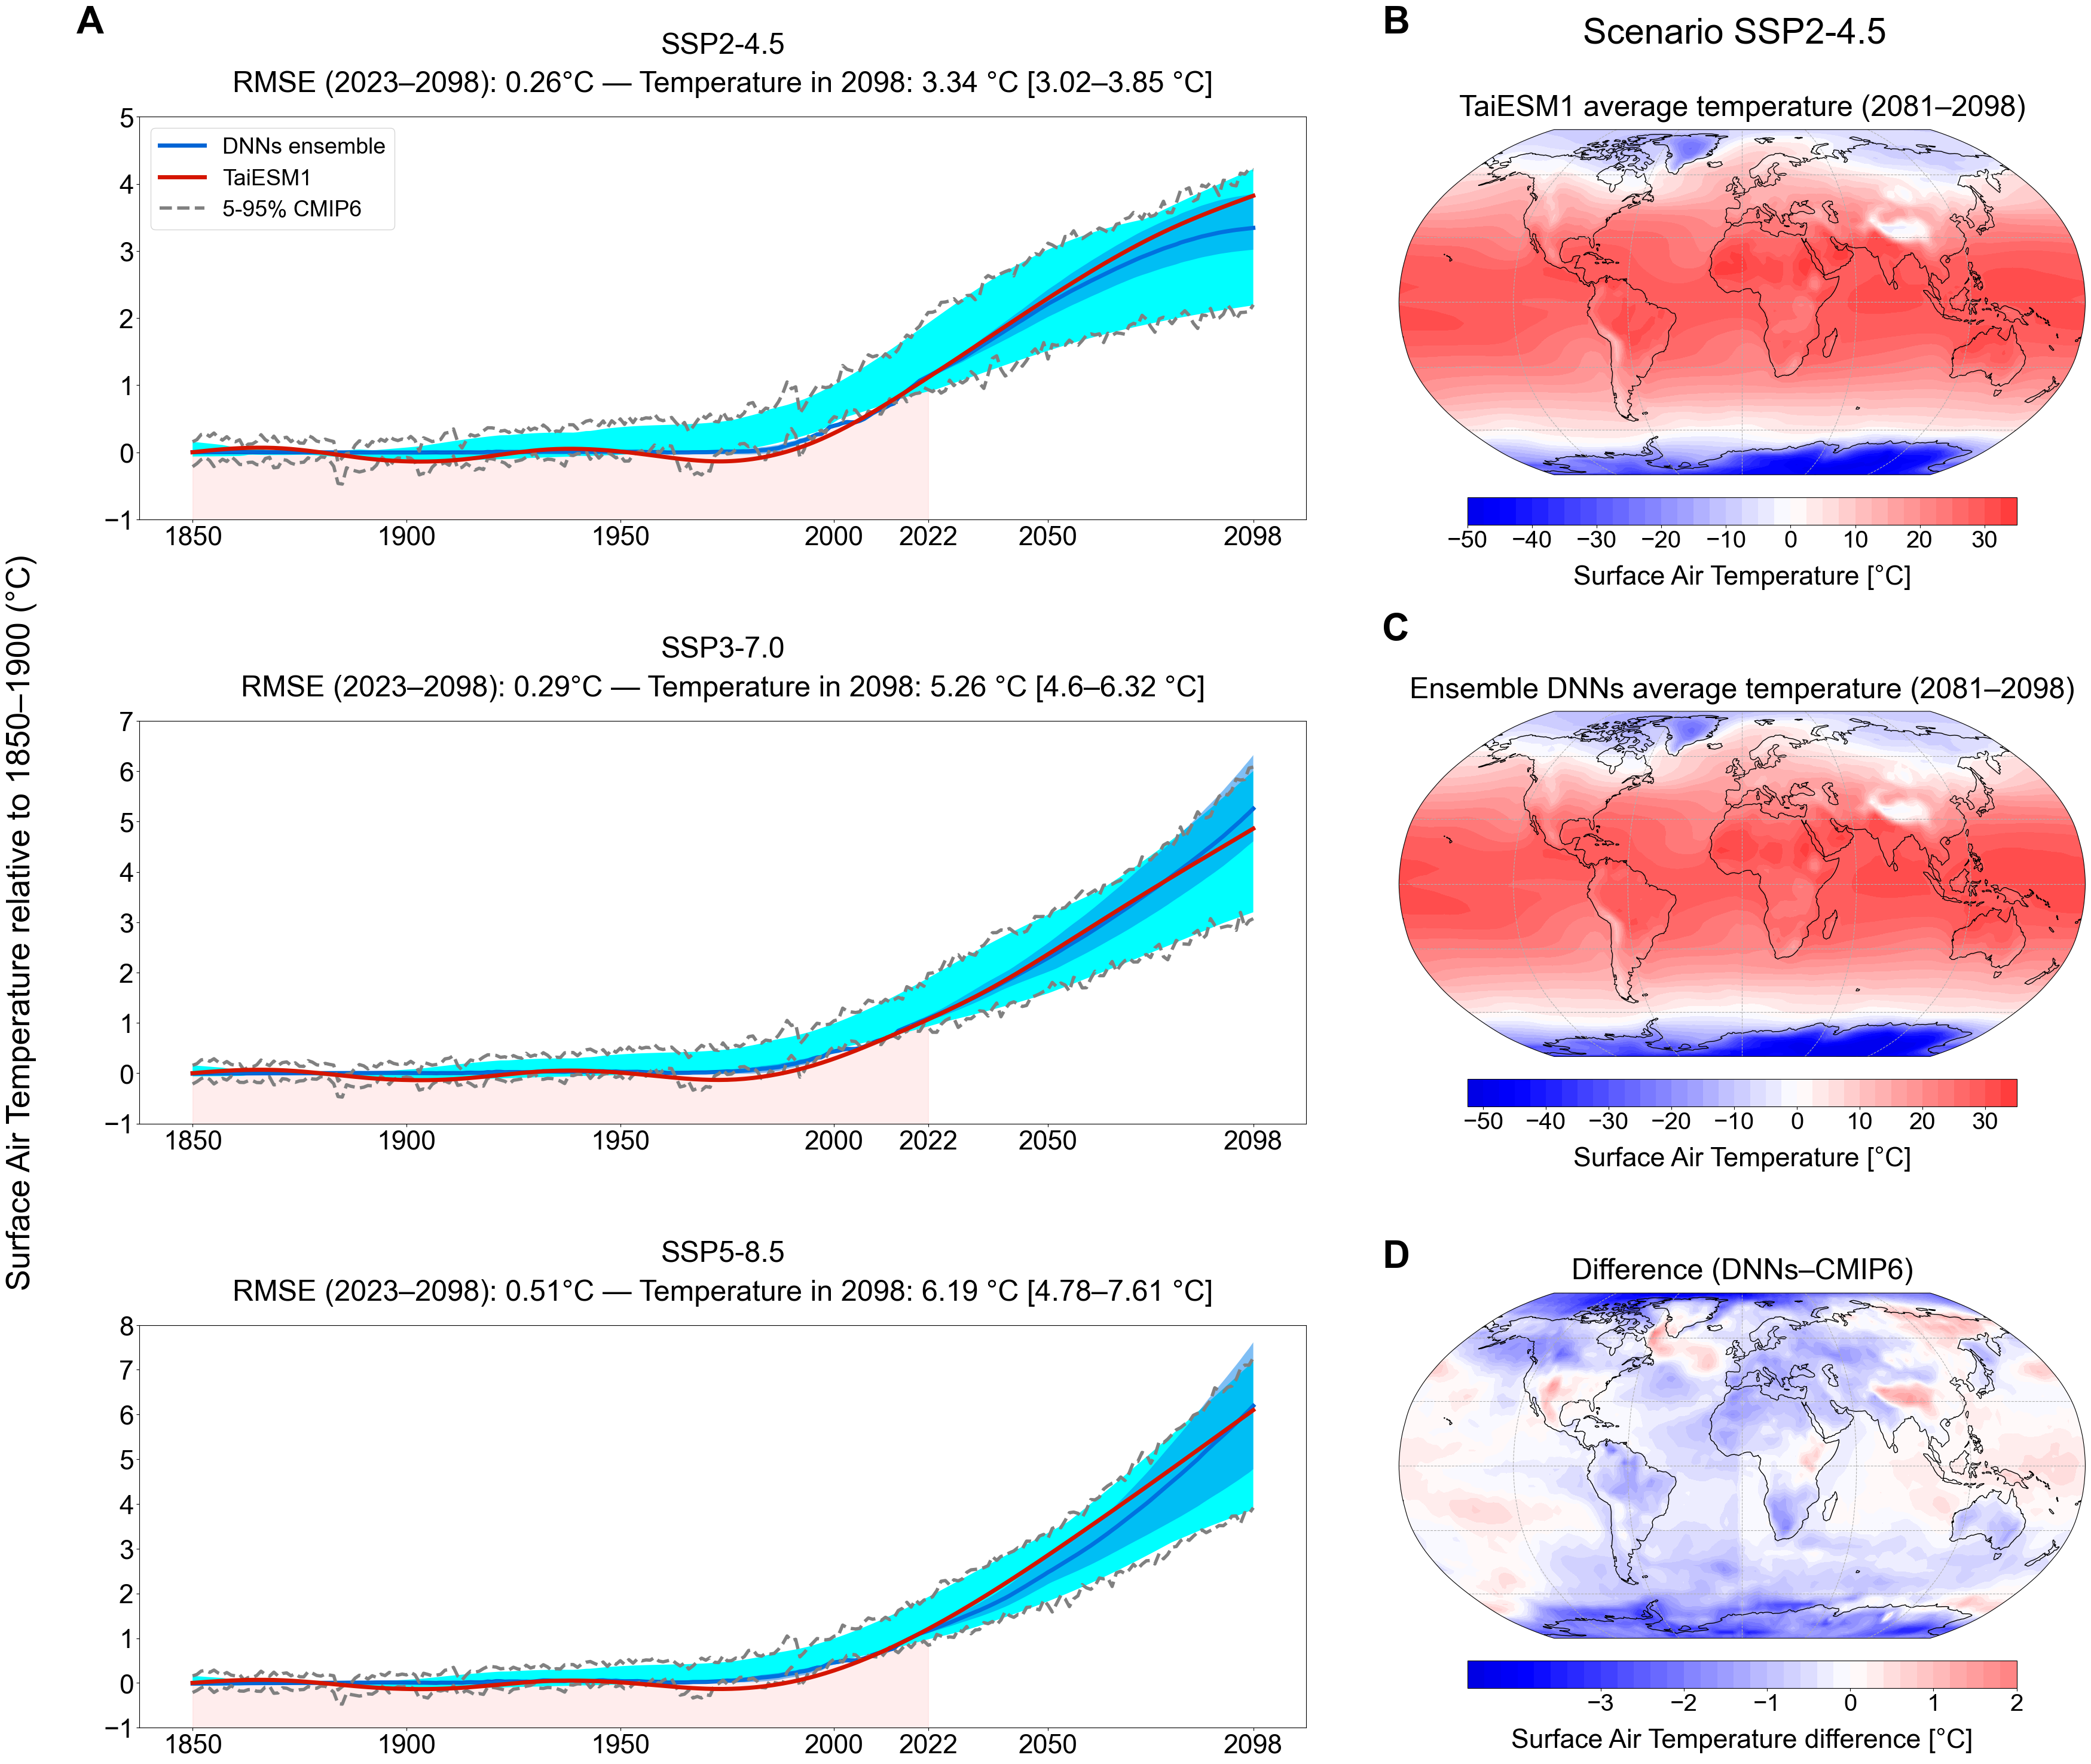 A
SSP2-4.5
RMSE (2023–2098): 0.26°C — Temperature in 2098: 3.34 °C [3.02–3.85 °C]
DNNs ensemble
TaiESM1
5-95% CMIP6
5
4
3
2
1
0
−1
1850 1900 1950 2000 2022 2050 2098
Surface Air Temperature relative to 1850–1900 (°C)
SSP3-7.0
RMSE (2023–2098): 0.29°C — Temperature in 2098: 5.26 °C [4.6–6.32 °C]
7
6
5
4
3
2
1
0
−1
1850 1900 1950 2000 2022 2050 2098
SSP5-8.5
RMSE (2023–2098): 0.51°C — Temperature in 2098: 6.19 °C [4.78–7.61 °C]
8
7
6
5
4
3
2
1
0
−1
1850 1900 1950 2000 2022 2050 2098
B
Scenario SSP2-4.5
TaiESM1 average temperature (2081–2098)
−50 −40 −30 −20 −10 0 10 20 30
Surface Air Temperature [°C]
C
Ensemble DNNs average temperature (2081–2098)
−50 −40 −30 −20 −10 0 10 20 30
Surface Air Temperature [°C]
D
Difference (DNNs–CMIP6)
−3 −2 −1 0 1 2
Surface Air Temperature difference [°C]